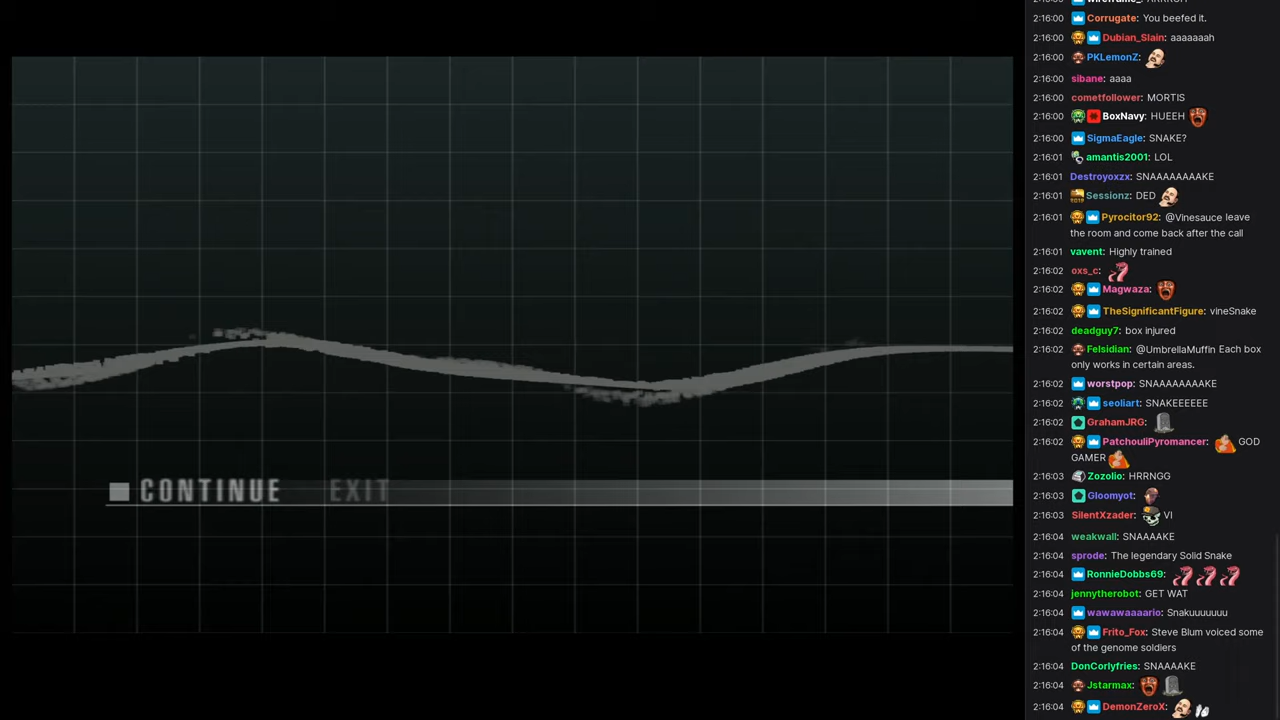 CONTINUE EXIT
2:16:00 Corrugate: You beefed it.
2:16:00 Dubian_Slain: aaaaaaah
2:16:00 PKLemonZ:
2:16:00 sibane: aaaa
2:16:00 cometfollower: MORTIS
2:16:00 BoxNavy: HUEEH
2:16:00 SigmaEagle: SNAKE?
2:16:01 amantis2001: LOL
2:16:01 Destroyoxzx: SNAAAAAAAAKE
2:16:01 Sessionz: DED
2:16:01 Pyrocitor92: @Vinesauce leave
the room and come back after the call
2:16:01 vavent: Highly trained
2:16:02 oxs_c:
2:16:02 Magwaza:
2:16:02 TheSignificantFigure: vineSnake
2:16:02 deadguy7: box injured
2:16:02 Felsidian: @UmbrellaMuffin Each box
only works in certain areas.
2:16:02 worstpop: SNAAAAAAAAKE
2:16:02 seoliart: SNAKEEEEEE
2:16:02 GrahamJRG:
2:16:02 PatchouliPyromancer: GOD
GAMER
2:16:03 Zozolio: HRRNGG
2:16:03 Gloomyot:
2:16:03 SilentXzader: VI
2:16:04 weakwall: SNAAAAKE
2:16:04 sprode: The legendary Solid Snake
2:16:04 RonnieDobbs69:
2:16:04 jennytherobot: GET WAT
2:16:04 wawawaaaario: Snakuuuuuuu
2:16:04 Frito_Fox: Steve Blum voiced some
of the genome soldiers
2:16:04 DonCorlyfries: SNAAAAKE
2:16:04 Jstarmax:
2:16:04 DemonZeroX: